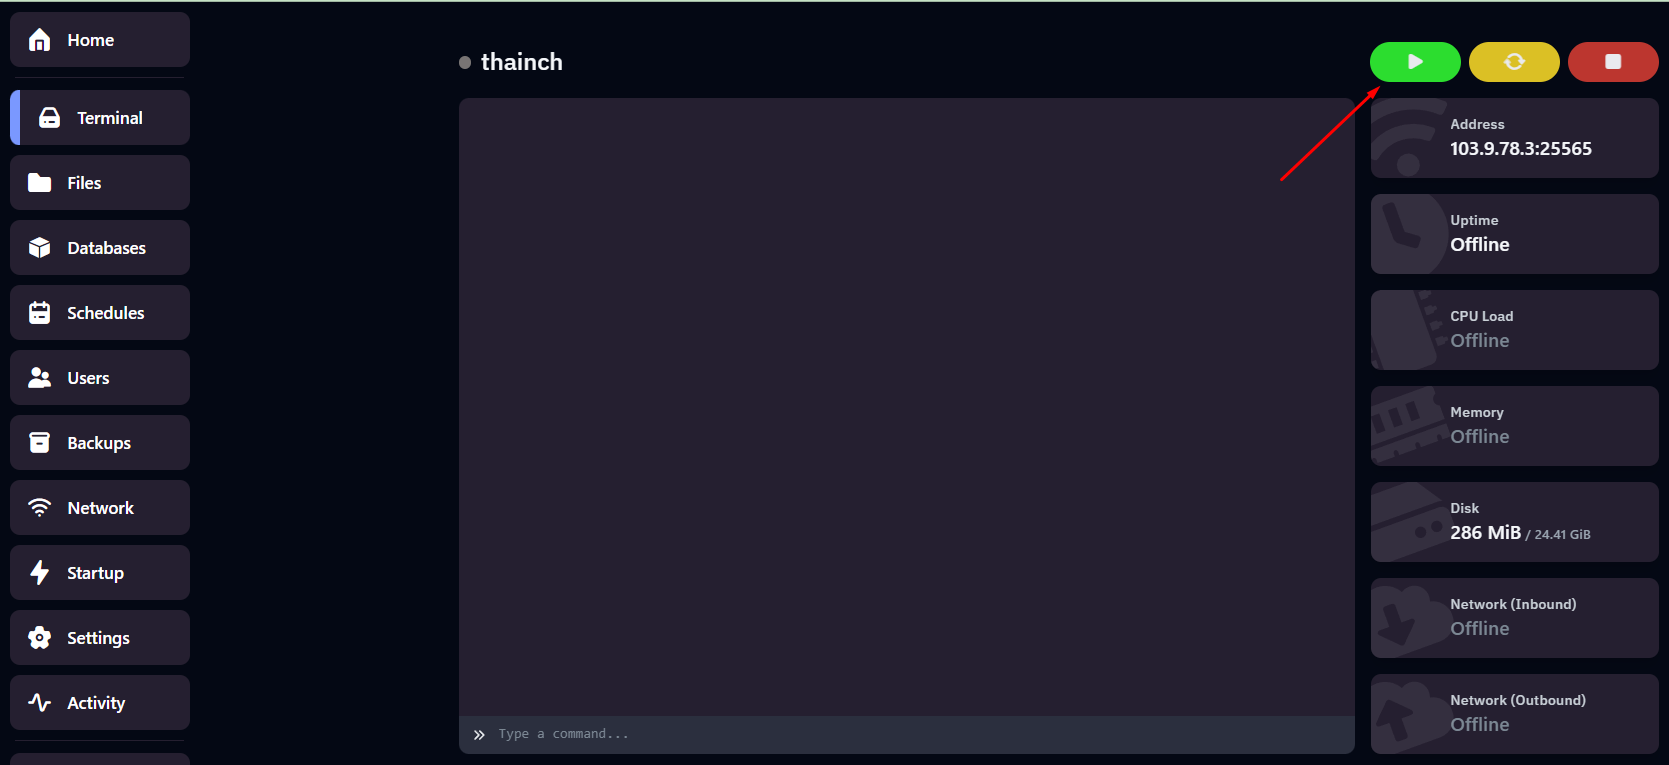 Home
Terminal
Files
Databases
Schedules
Users
Backups
Network
Startup
Settings
Activity
thainch
Type a command...
Address
103.9.78.3:25565
Uptime
Offline
CPU Load
Offline
Memory
Offline
Disk
286 MiB / 24.41 GiB
Network (Inbound)
Offline
Network (Outbound)
Offline